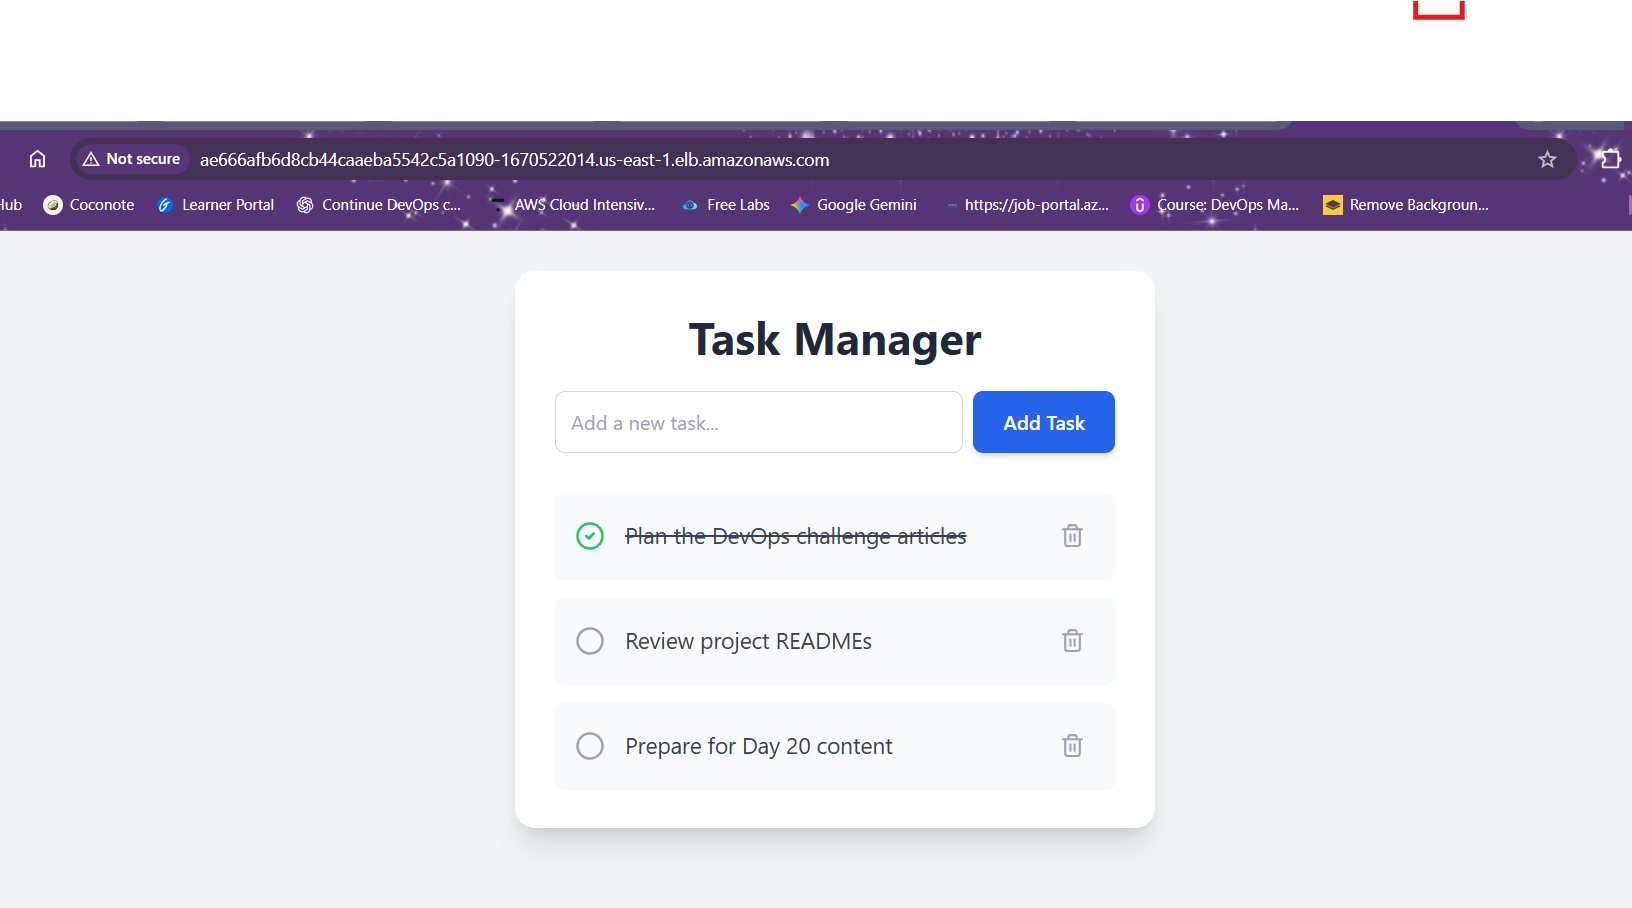 Not secure ae666afb6d8cb44caaeba5542c5a1090-1670522014.us-east-1.elb.amazonaws.com
Hub Coconote Learner Portal Continue DevOps c... AWS Cloud Intensiv... Free Labs Google Gemini https://job-portal.az... Course: DevOps Ma... Remove Backgroun...
Task Manager
Add a new task... Add Task
Plan the DevOps challenge articles
Review project READMEs
Prepare for Day 20 content